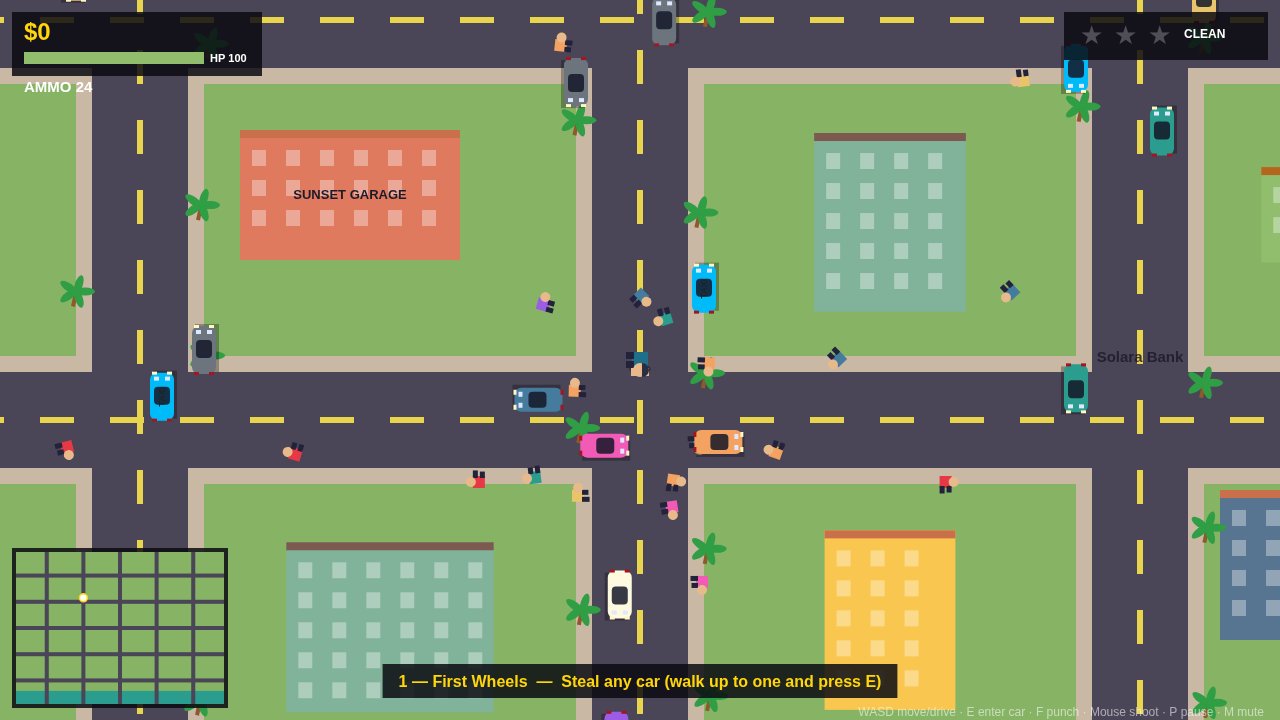 $0
HP 100
AMMO 24
CLEAN
SUNSET GARAGE
Solara Bank
1 — First Wheels — Steal any car (walk up to one and press E)
WASD move/drive · E enter car · F punch · Mouse shoot · P pause · M mute